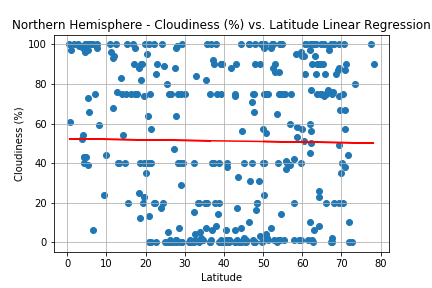 Northern Hemisphere - Cloudiness (%) vs. Latitude Linear Regression
100
80
60
40
20
0
Cloudiness (%)
0 10 20 30 40 50 60 70 80
Latitude